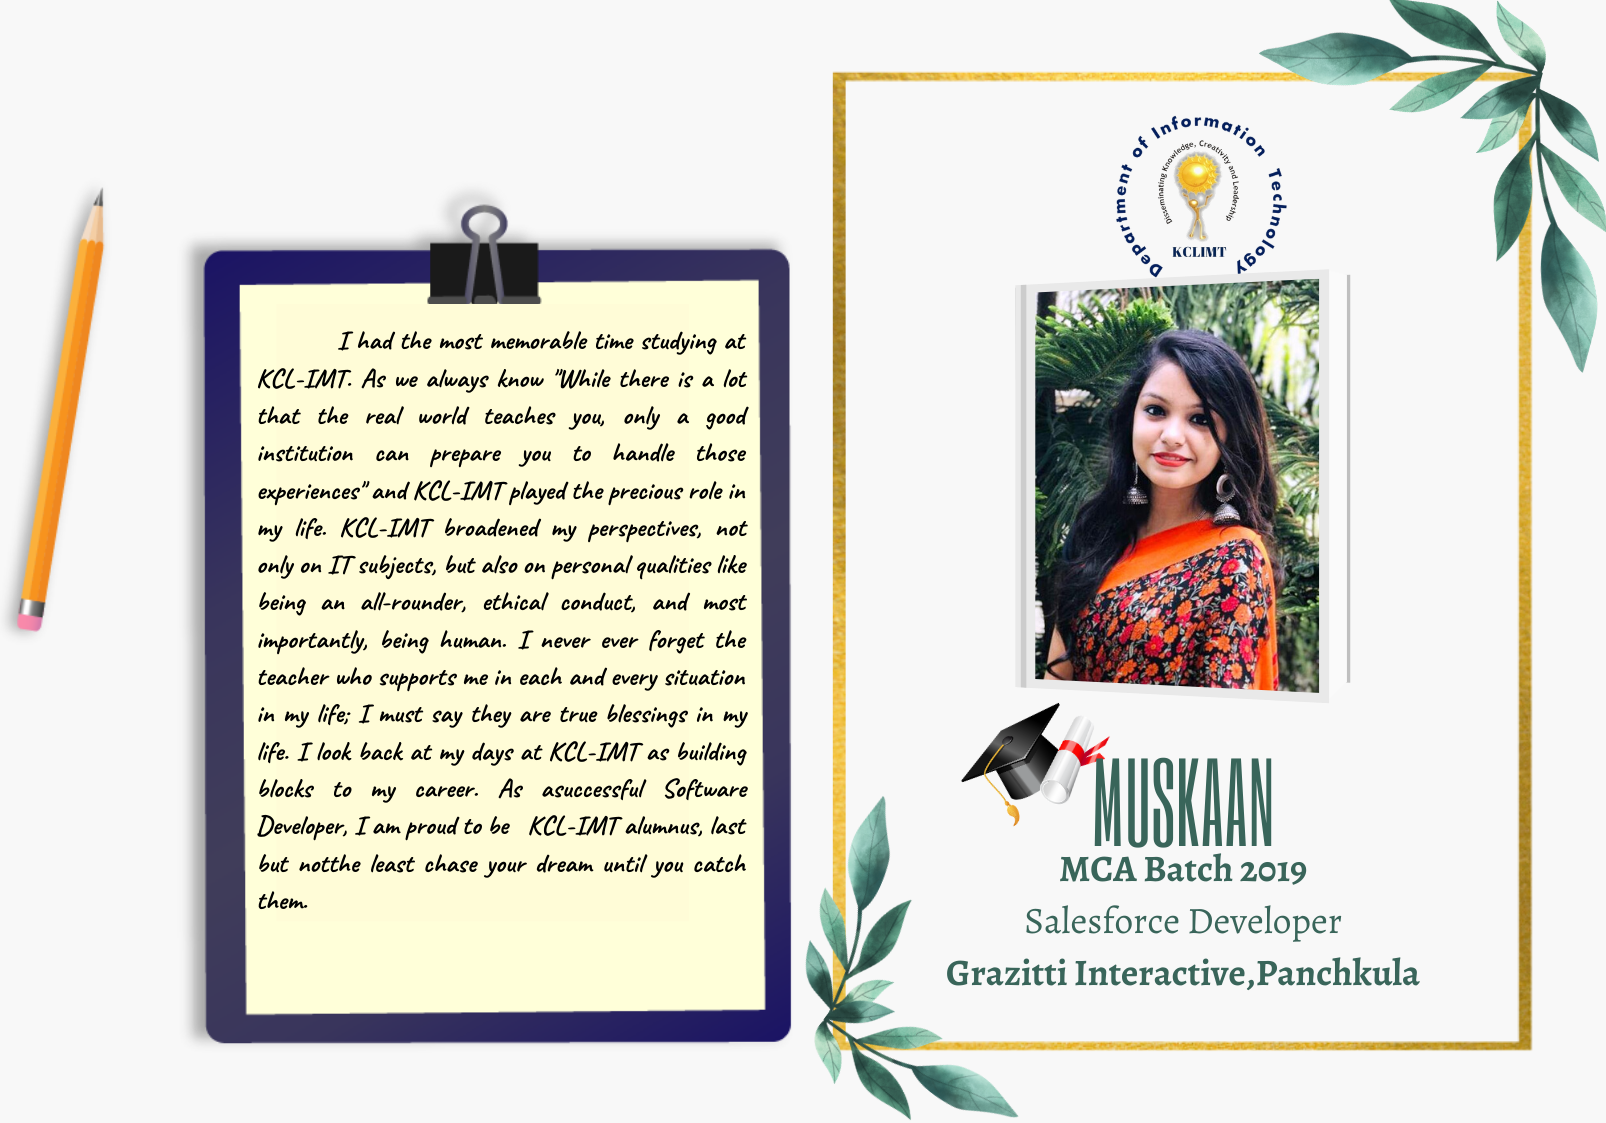 I had the most memorable time studying at
KCL-IMT. As we always know "While there is a lot
that the real world teaches you, only a good
institution can prepare you to handle those
experiences" and KCL-IMT played the precious role in
my life. KCL-IMT broadened my perspectives, not
only on IT subjects, but also on personal qualities like
being an all-rounder, ethical conduct, and most
importantly, being human. I never ever forget the
teacher who supports me in each and every situation
in my life; I must say they are true blessings in my
life. I look back at my days at KCL-IMT as building
blocks to my career. As asuccessful Software
Developer, I am proud to be KCL-IMT alumnus, last
but notthe least chase your dream until you catch
them.
Department of Information Technology
Disseminating Knowledge, Creativity and Leadership
KCLIMT
MUSKAAN
MCA Batch 2019
Salesforce Developer
Grazitti Interactive,Panchkula